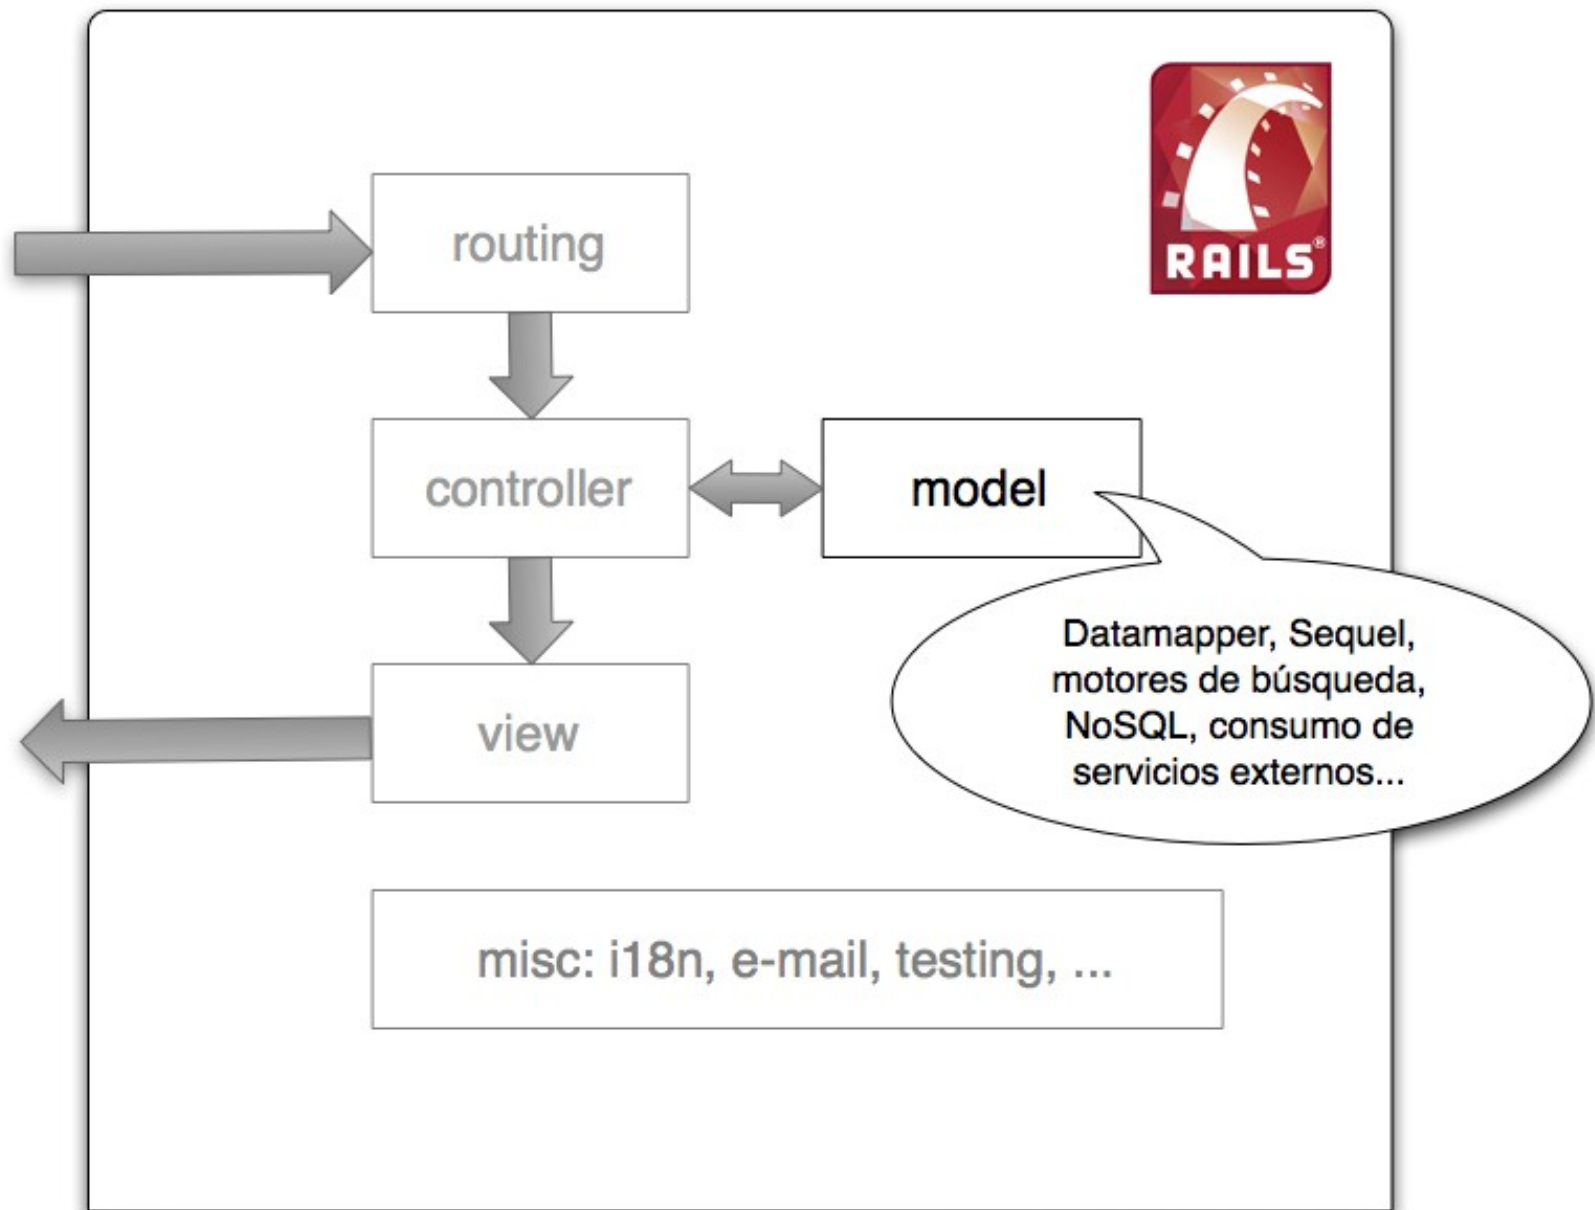 RAILS®
routing
controller
model
Datamapper, Sequel,
motores de búsqueda,
NoSQL, consumo de
servicios externos...
view
misc: i18n, e-mail, testing, ...